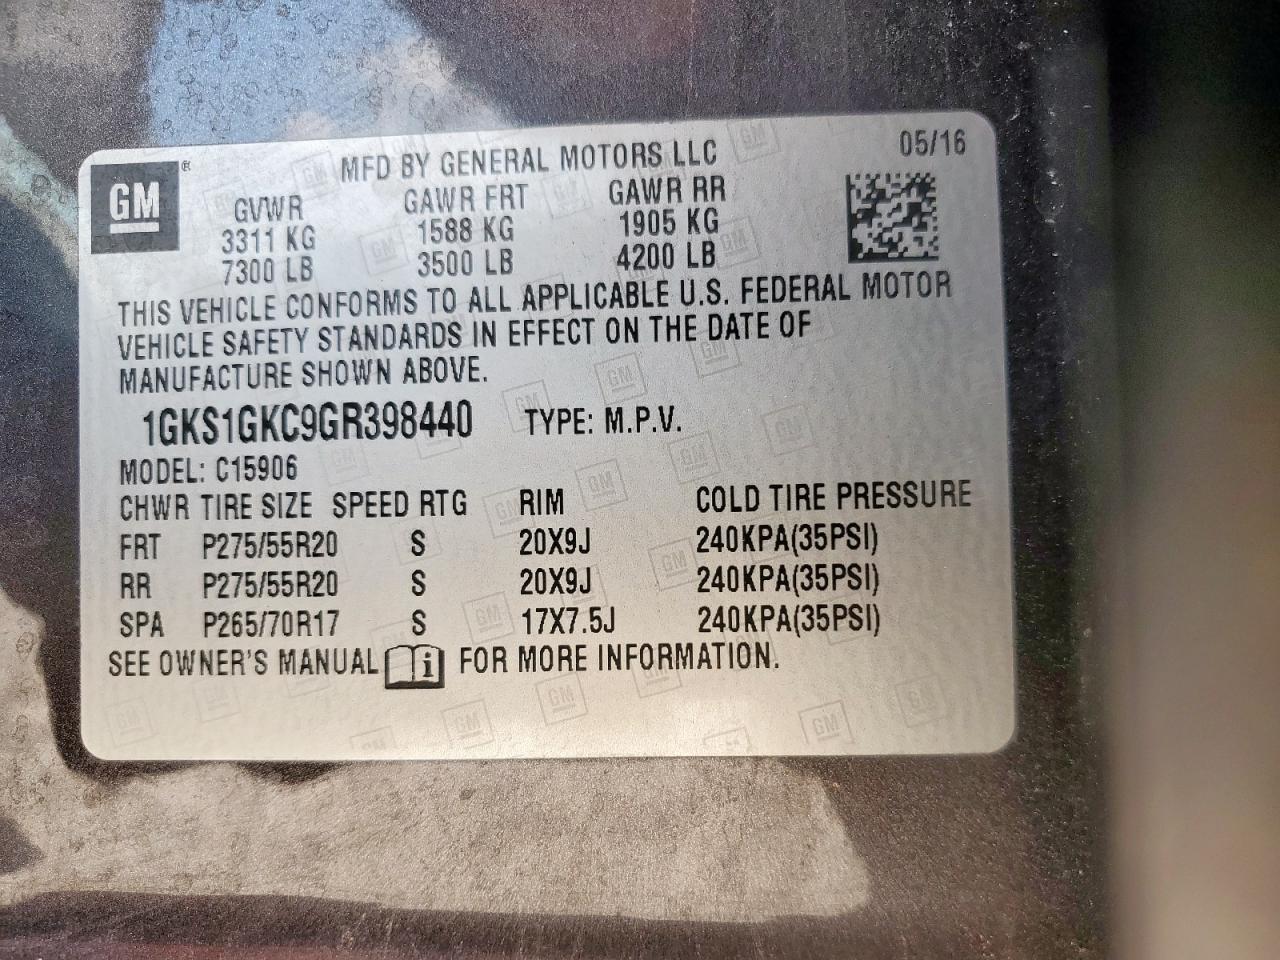 GM ® MFD BY GENERAL MOTORS LLC 05/16
GVWR GAWR FRT GAWR RR
3311 KG 1588 KG 1905 KG
7300 LB 3500 LB 4200 LB
THIS VEHICLE CONFORMS TO ALL APPLICABLE U.S. FEDERAL MOTOR
VEHICLE SAFETY STANDARDS IN EFFECT ON THE DATE OF
MANUFACTURE SHOWN ABOVE.
1GKS1GKC9GR398440 TYPE: M.P.V.
MODEL: C15906
CHWR TIRE SIZE SPEED RTG RIM COLD TIRE PRESSURE
FRT P275/55R20 S 20X9J 240KPA(35PSI)
RR P275/55R20 S 20X9J 240KPA(35PSI)
SPA P265/70R17 S 17X7.5J 240KPA(35PSI)
SEE OWNER'S MANUAL i FOR MORE INFORMATION.